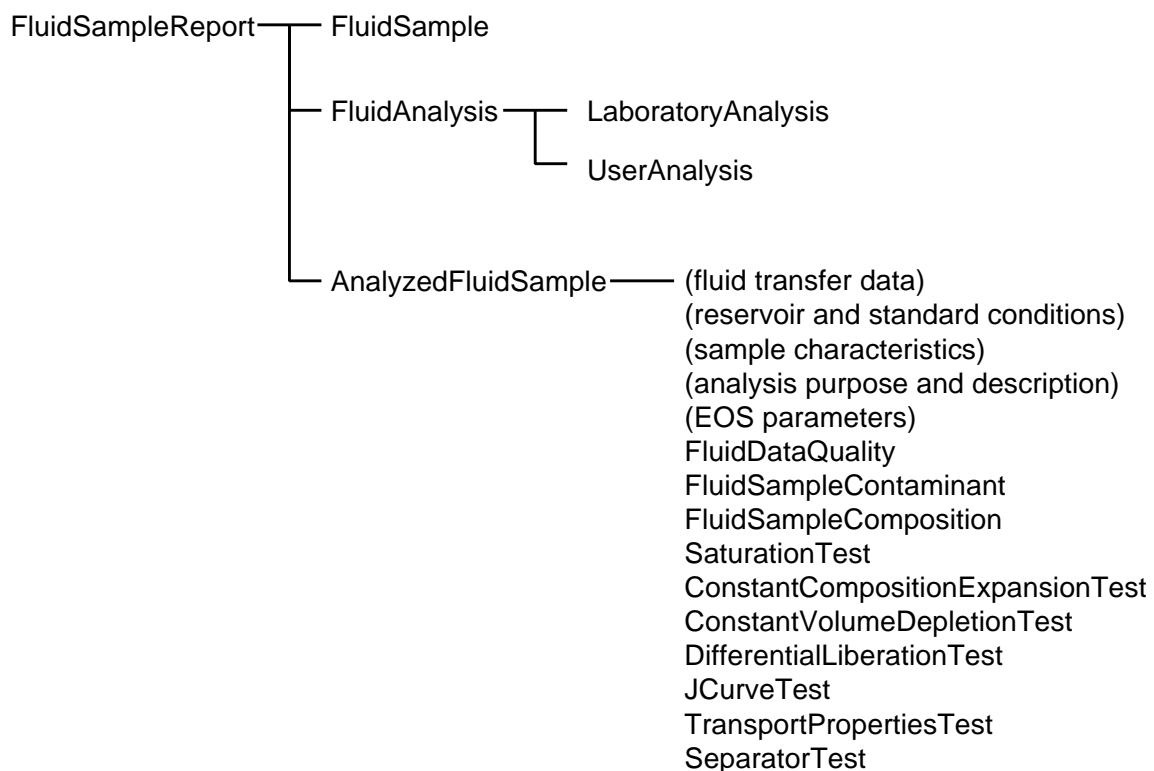 FluidSampleReport FluidSample
FluidAnalysis LaboratoryAnalysis
UserAnalysis
AnalyzedFluidSample (fluid transfer data)
(reservoir and standard conditions)
(sample characteristics)
(analysis purpose and description)
(EOS parameters)
FluidDataQuality
FluidSampleContaminant
FluidSampleComposition
SaturationTest
ConstantCompositionExpansionTest
ConstantVolumeDepletionTest
DifferentialLiberationTest
JCurveTest
TransportPropertiesTest
SeparatorTest